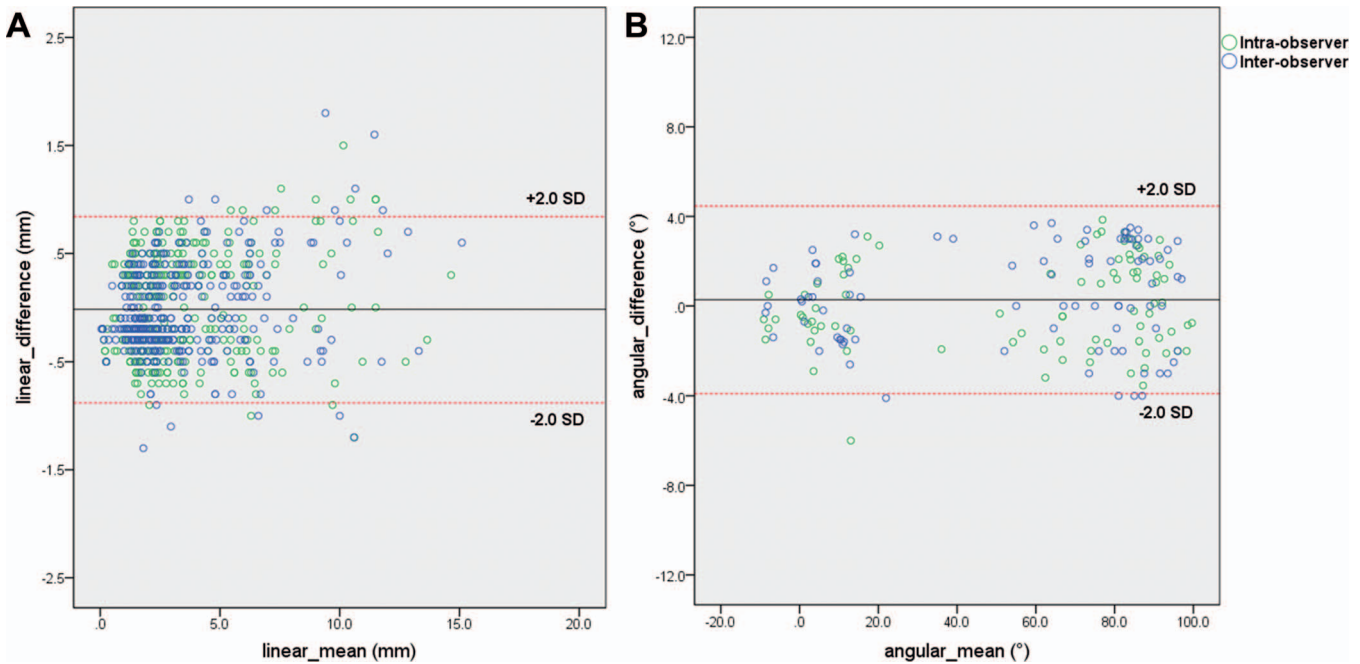 A
2.5
1.5
.5
-.5
-1.5
-2.5
linear_difference (mm)
+2.0 SD
-2.0 SD
.0 5.0 10.0 15.0 20.0
linear_mean (mm)
B
12.0
8.0
4.0
.0
-4.0
-8.0
-12.0
angular_difference (°)
+2.0 SD
-2.0 SD
-20.0 .0 20.0 40.0 60.0 80.0 100.0
angular_mean (°)
Intra-observer
Inter-observer